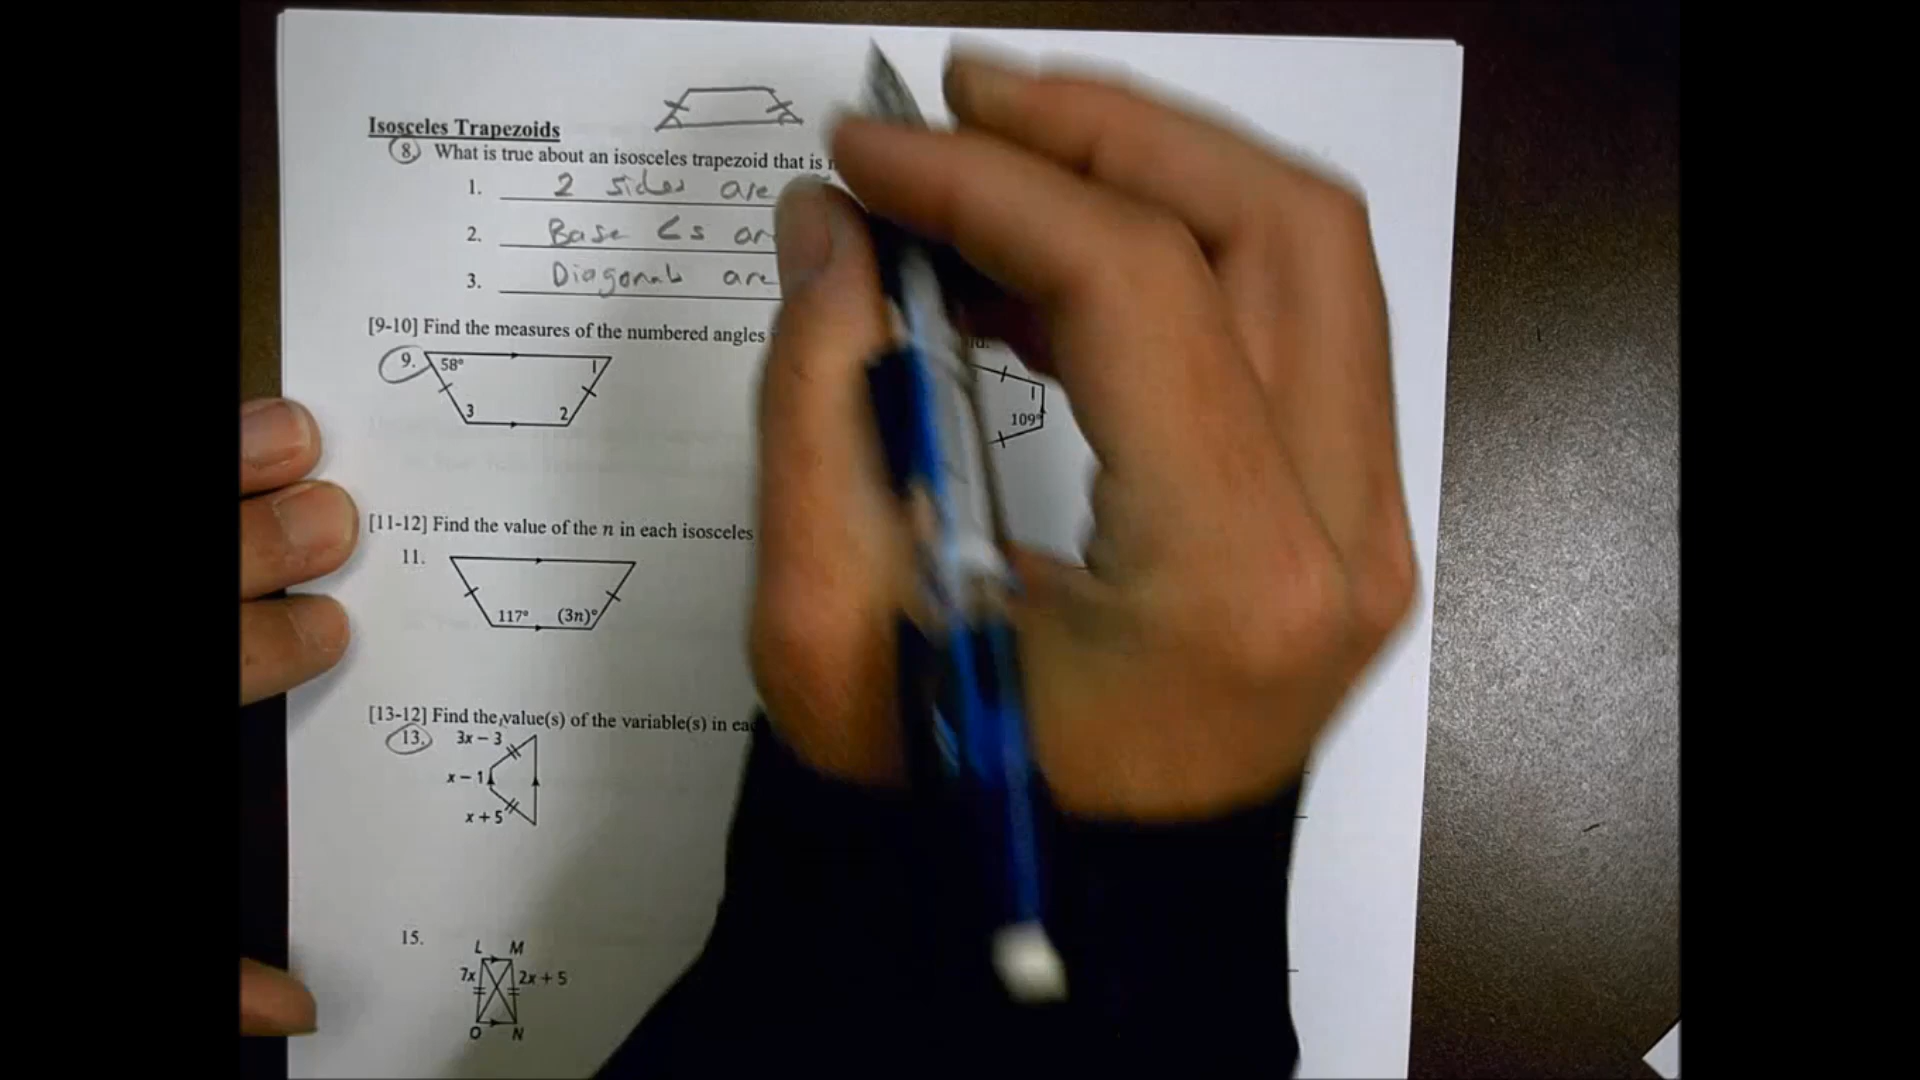 Isosceles Trapezoids
8. What is true about an isosceles trapezoid that is
1. 2 sides are
2. Base ∠s
3. Diagonals are
[9-10] Find the measures of the numbered angles
9. 58° 1
3 2
1
109°
[11-12] Find the value of the n in each isosceles
11.
117° (3n)°
[13-12] Find the value(s) of the variable(s) in
13. 3x − 3
x − 1
x + 5
15.
L M
7x 2x + 5
O N